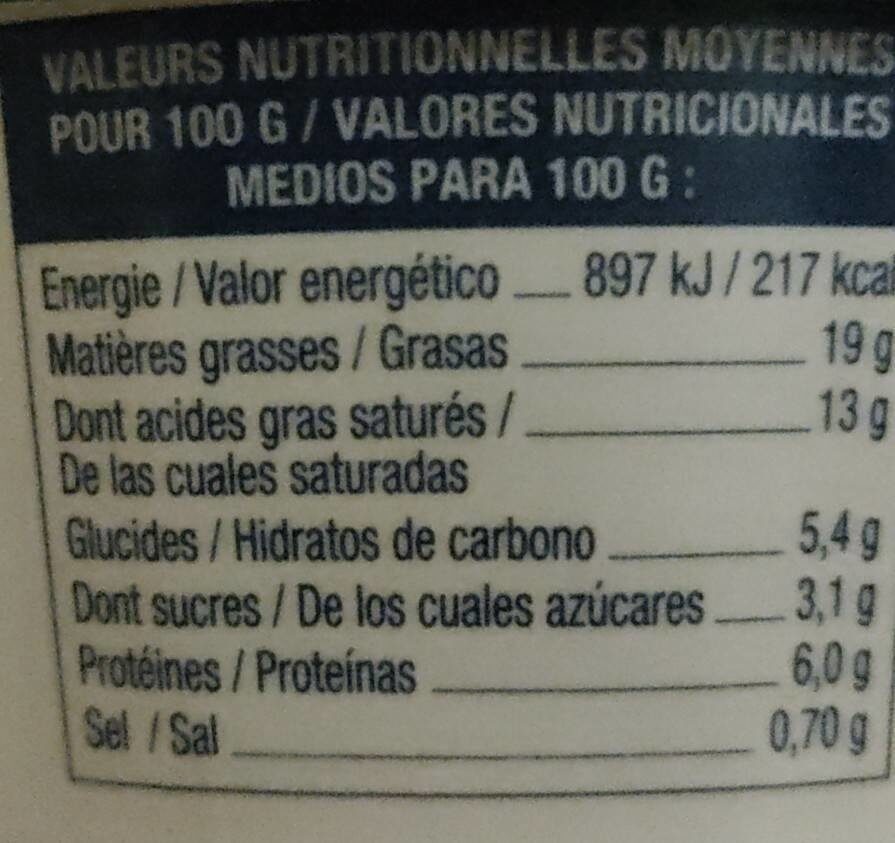 VALEURS NUTRITIONNELLES MOYENNES
POUR 100 G / VALORES NUTRICIONALES
MEDIOS PARA 100 G :
Energie / Valor energético 897 kJ / 217 kcal
Matières grasses / Grasas 19 g
Dont acides gras saturés / 13 g
De las cuales saturadas
Glucides / Hidratos de carbono 5,4 g
Dont sucres / De los cuales azúcares 3,1 g
Protéines / Proteínas 6,0 g
Sel / Sal 0,70 g